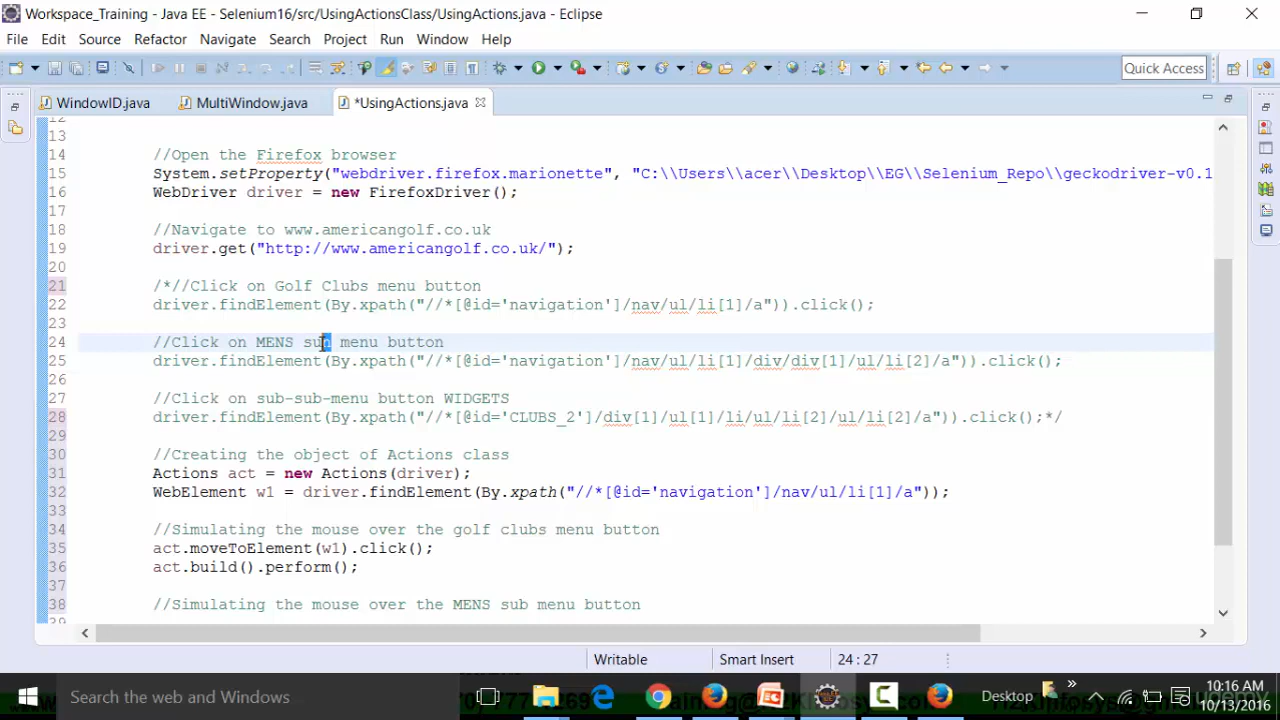 Workspace_Training - Java EE - Selenium16/src/UsingActionsClass/UsingActions.java - Eclipse
File Edit Source Refactor Navigate Search Project Run Window Help
Quick Access
WindowID.java MultiWindow.java *UsingActions.java
12
13
14 //Open the Firefox browser
15 System.setProperty("webdriver.firefox.marionette", "C:\\Users\\acer\\Desktop\\EG\\Selenium_Repo\\geckodriver-v0.1
16 WebDriver driver = new FirefoxDriver();
17
18 //Navigate to www.americangolf.co.uk
19 driver.get("http://www.americangolf.co.uk/");
20
21 /*//Click on Golf Clubs menu button
22 driver.findElement(By.xpath("//*[@id='navigation']/nav/ul/li[1]/a")).click();
23
24 //Click on MENS sun menu button
25 driver.findElement(By.xpath("//*[@id='navigation']/nav/ul/li[1]/div/div[1]/ul/li[2]/a")).click();
26
27 //Click on sub-sub-menu button WIDGETS
28 driver.findElement(By.xpath("//*[@id='CLUBS_2']/div[1]/ul[1]/li/ul/li[2]/ul/li[2]/a")).click();*/
29
30 //Creating the object of Actions class
31 Actions act = new Actions(driver);
32 WebElement w1 = driver.findElement(By.xpath("//*[@id='navigation']/nav/ul/li[1]/a"));
33
34 //Simulating the mouse over the golf clubs menu button
35 act.moveToElement(w1).click();
36 act.build().perform();
37
38 //Simulating the mouse over the MENS sub menu button
Writable Smart Insert 24 : 27
Search the web and Windows
Desktop
10:16 AM
10/13/2016